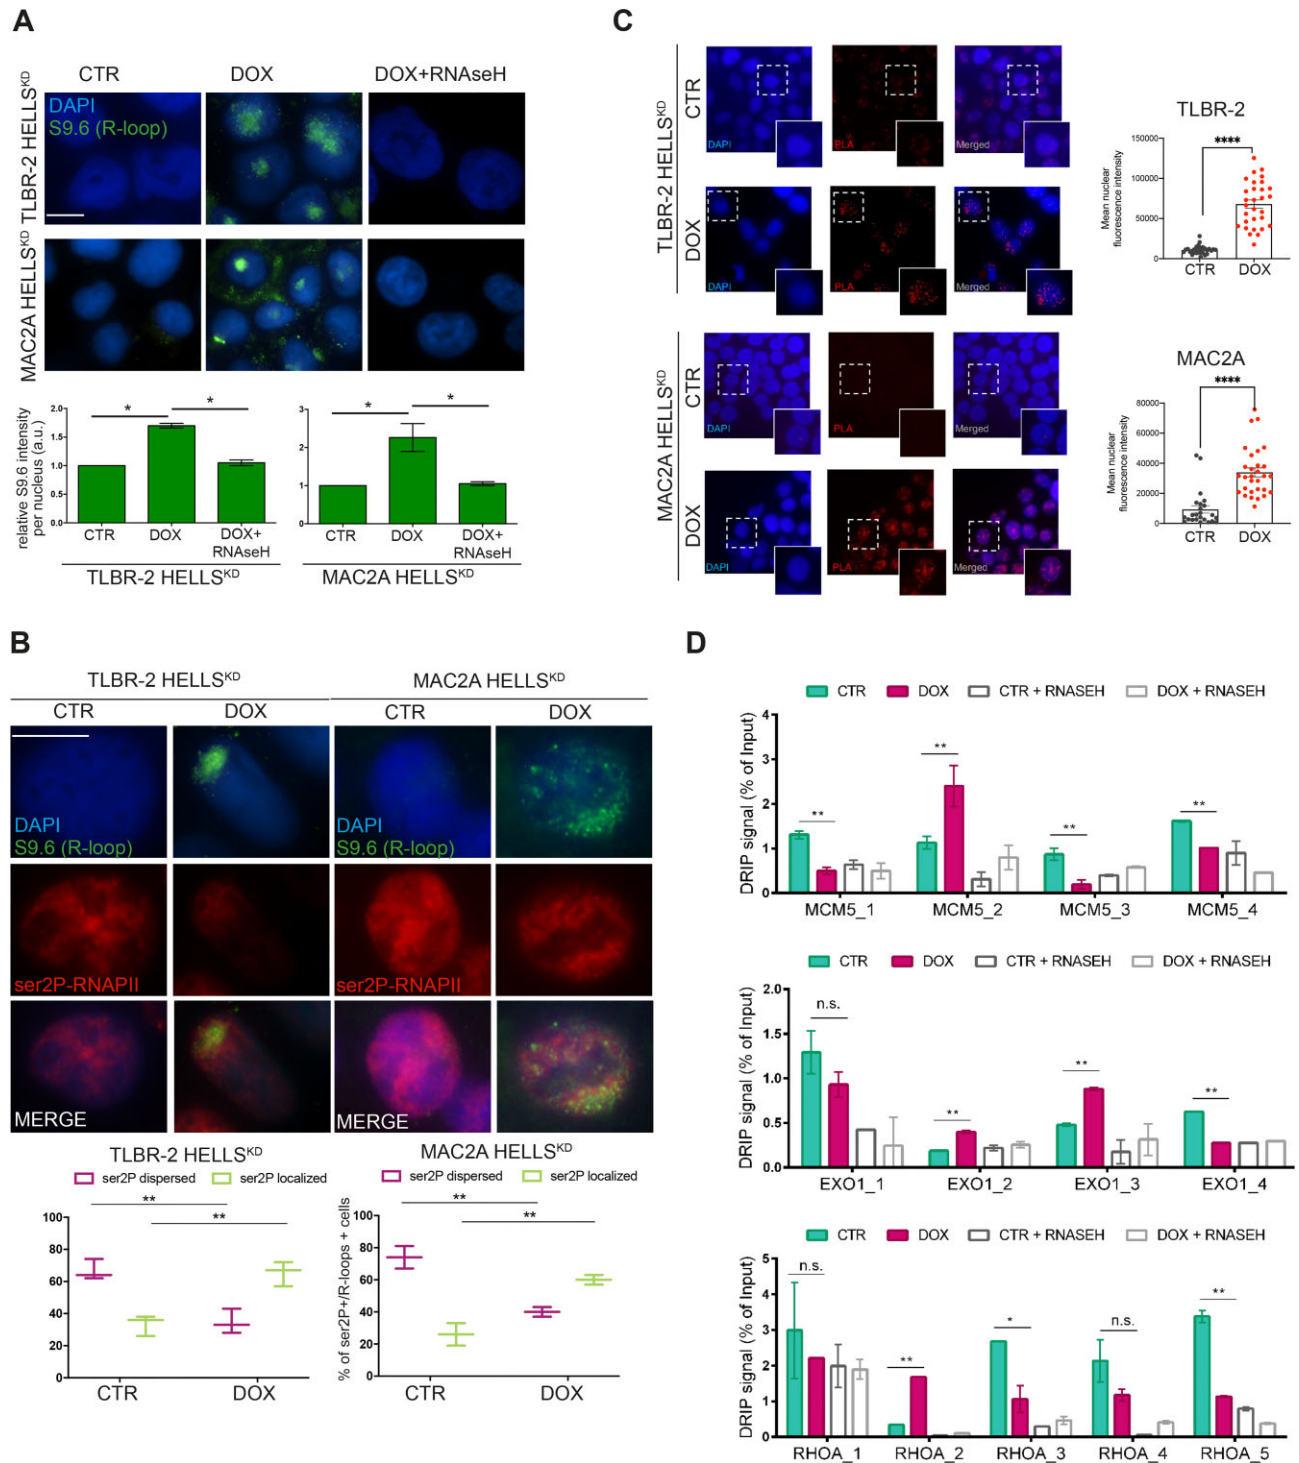 A
CTR
DOX
DOX+RNAseH
TLBR-2 HELLSKD
DAPI
S9.6 (R-loop)
MAC2A HELLSKD
relative S9.6 intensity
per nucleus (a.u.)
2.0
1.5
1.0
0.5
0.0
*
*
CTR
DOX
DOX+
RNAseH
TLBR-2 HELLSKD
3
2
1
0
*
*
CTR
DOX
DOX+
RNAseH
MAC2A HELLSKD
B
TLBR-2 HELLSKD
MAC2A HELLSKD
CTR
DOX
CTR
DOX
DAPI
S9.6 (R-loop)
DAPI
S9.6 (R-loop)
ser2P-RNAPII
ser2P-RNAPII
MERGE
MERGE
TLBR-2 HELLSKD
ser2P dispersed
ser2P localized
**
**
100
80
60
40
20
0
CTR
DOX
MAC2A HELLSKD
ser2P dispersed
ser2P localized
% of ser2P+/R-loops + cells
**
**
100
80
60
40
20
0
CTR
DOX
C
TLBR-2 HELLSKD
CTR
DAPI
PLA
Merged
DOX
DAPI
PLA
Merged
MAC2A HELLSKD
CTR
DAPI
PLA
Merged
DOX
DAPI
PLA
Merged
TLBR-2
Mean nuclear
fluorescence intensity
150000
100000
50000
0
****
CTR
DOX
MAC2A
Mean nuclear
fluorescence intensity
80000
60000
40000
20000
0
****
CTR
DOX
D
CTR
DOX
CTR + RNASEH
DOX + RNASEH
DRIP signal (% of Input)
4
3
2
1
0
**
**
**
**
MCM5_1
MCM5_2
MCM5_3
MCM5_4
CTR
DOX
CTR + RNASEH
DOX + RNASEH
DRIP signal (% of Input)
2.0
1.5
1.0
0.5
0.0
n.s.
**
**
**
EXO1_1
EXO1_2
EXO1_3
EXO1_4
CTR
DOX
CTR + RNASEH
DOX + RNASEH
DRIP signal (% of Input)
5
4
3
2
1
0
n.s.
**
*
n.s.
**
RHOA_1
RHOA_2
RHOA_3
RHOA_4
RHOA_5